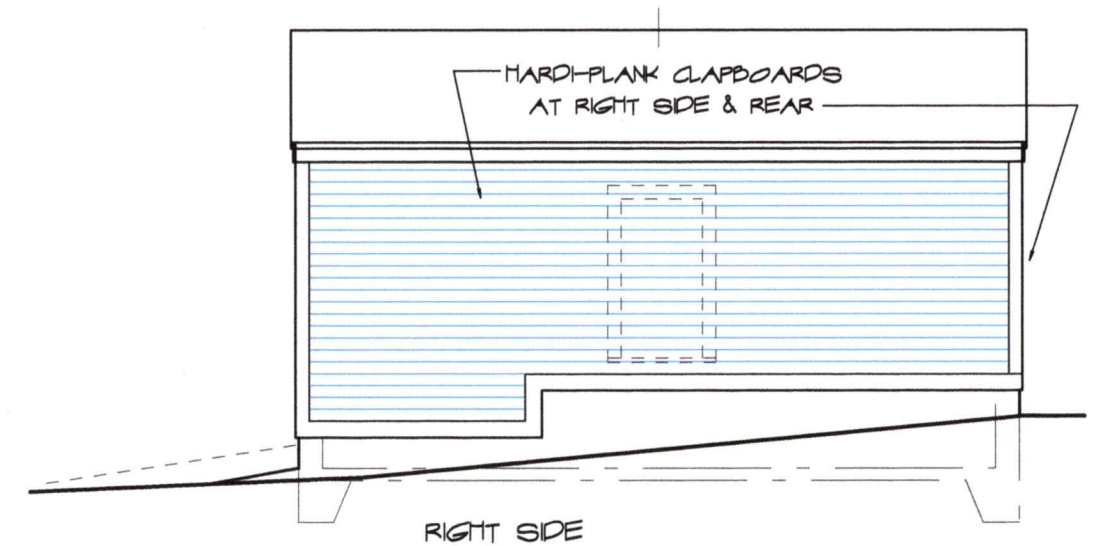 HARDI-PLANK CLAPBOARDS
AT RIGHT SIDE & REAR
RIGHT SIDE